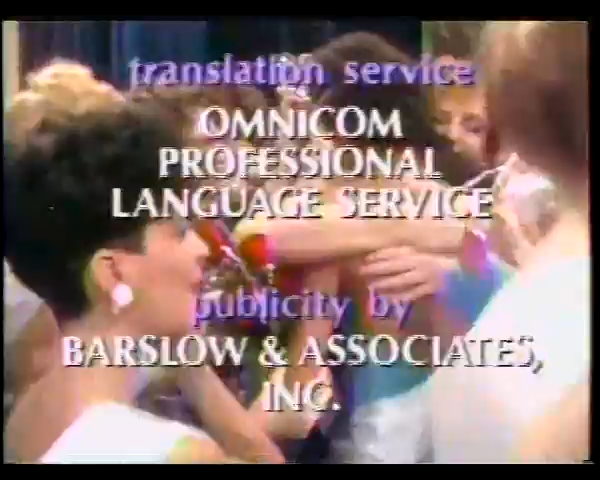 translation service
OMNICOM
PROFESSIONAL
LANGUAGE SERVICE
publicity by
BARSLOW & ASSOCIATES,
INC.